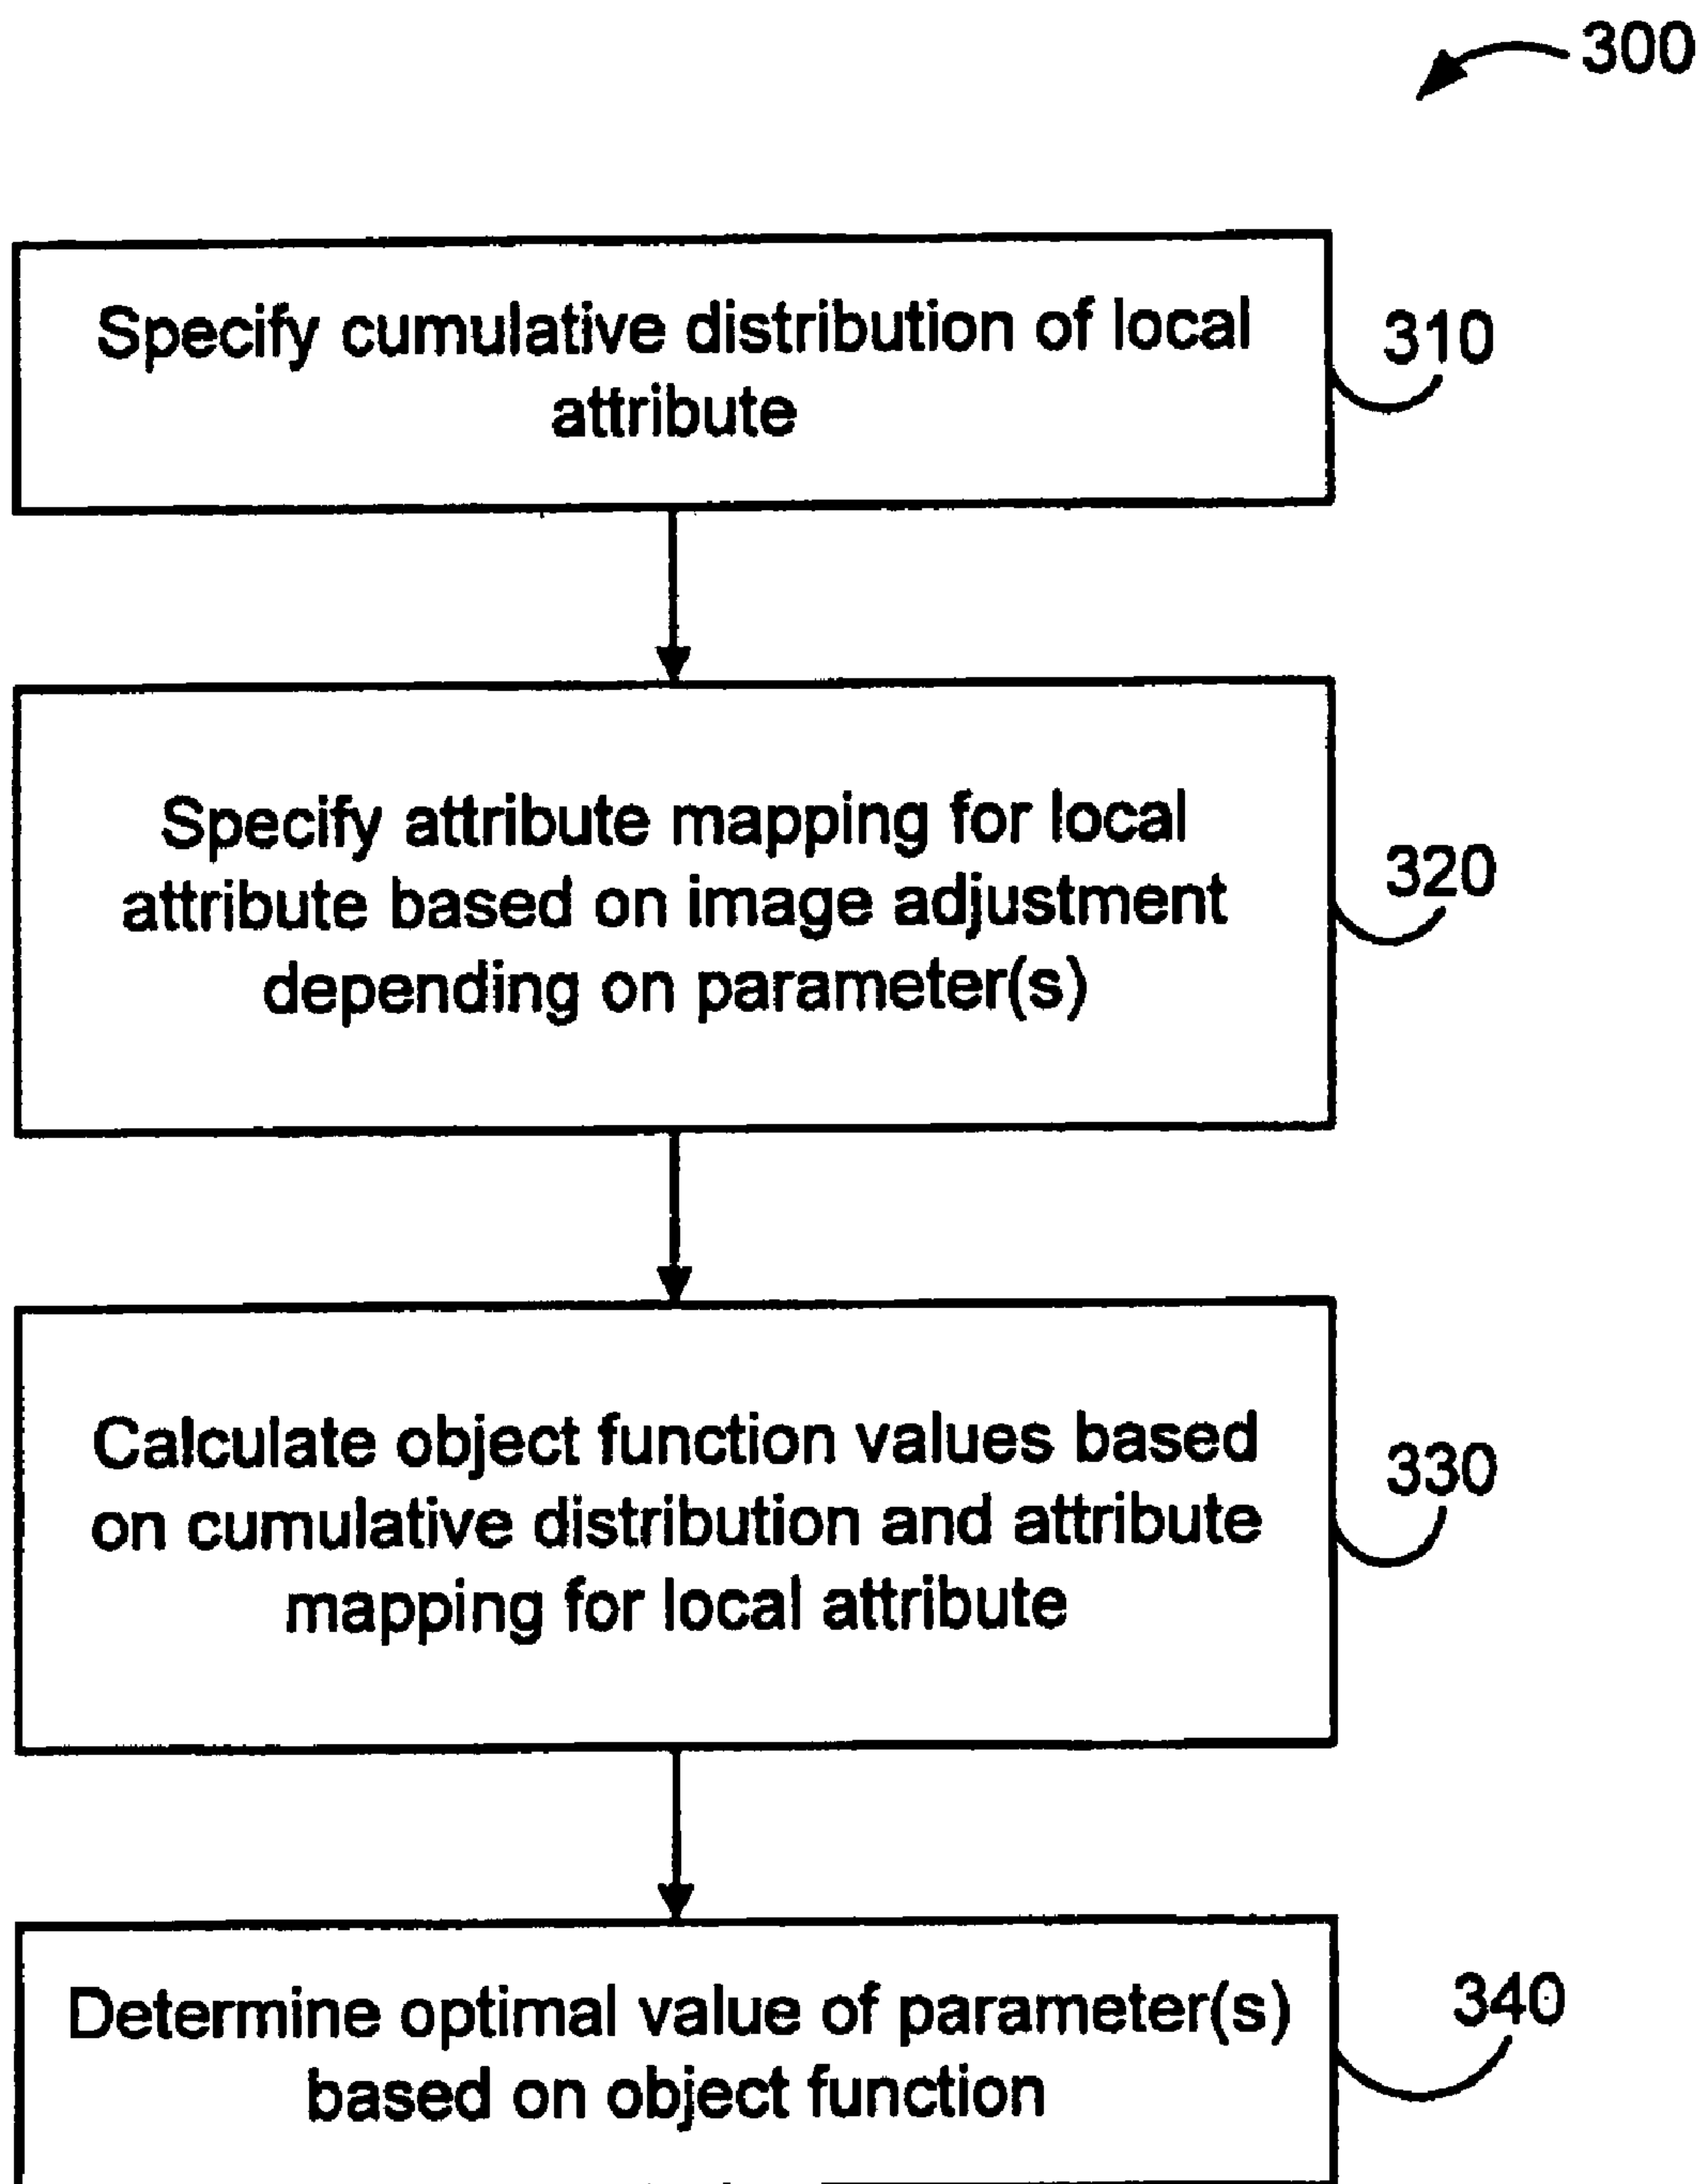 300
Specify cumulative distribution of local
attribute
310
Specify attribute mapping for local
attribute based on image adjustment
depending on parameter(s)
320
Calculate object function values based
on cumulative distribution and attribute
mapping for local attribute
330
Determine optimal value of parameter(s)
based on object function
340